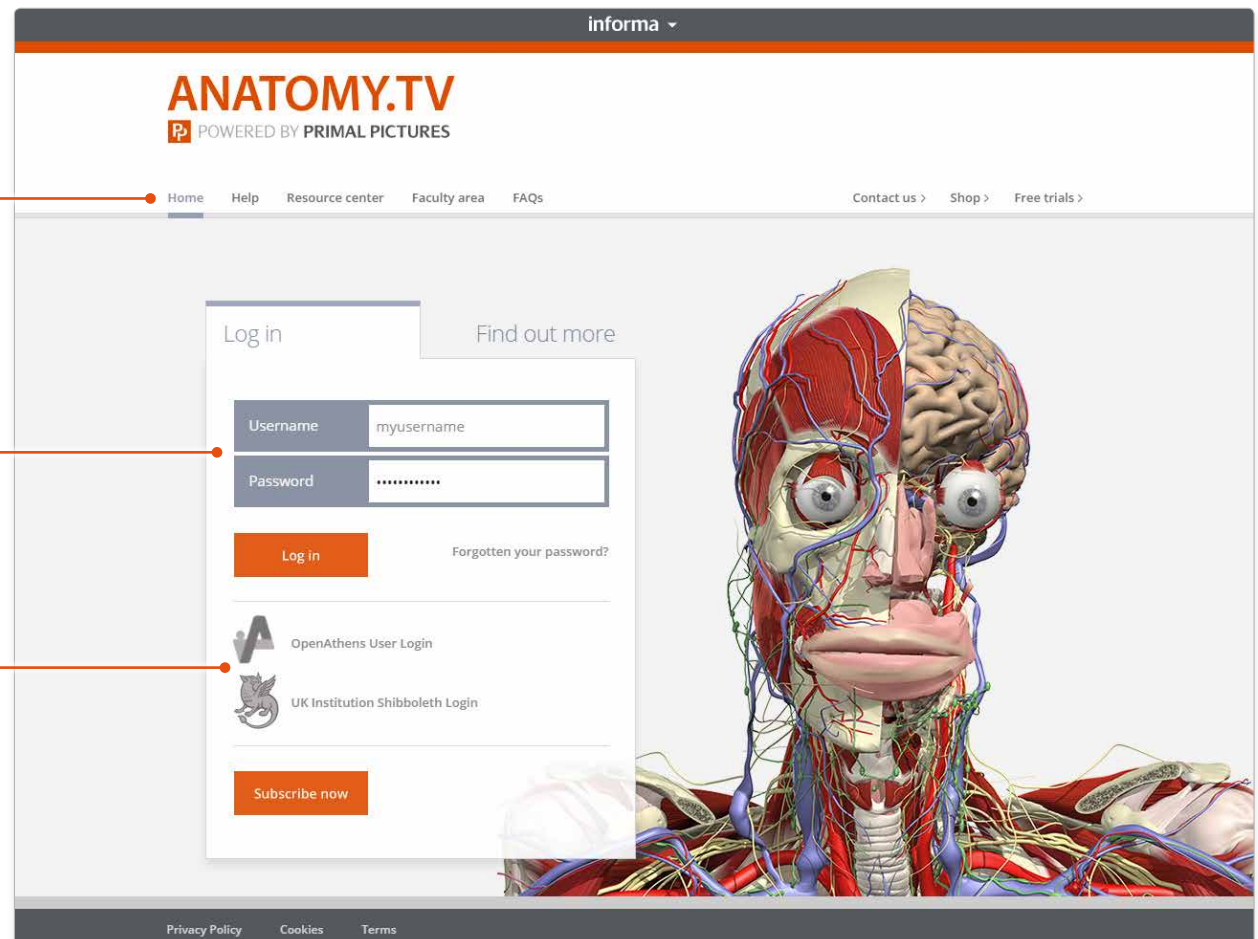 informa
ANATOMY.TV
PP POWERED BY PRIMAL PICTURES
Home Help Resource center Faculty area FAQs Contact us > Shop > Free trials >
Log in Find out more
Username myusername
Password ••••••••••••
Log in Forgotten your password?
OpenAthens User Login
UK Institution Shibboleth Login
Subscribe now
Privacy Policy Cookies Terms